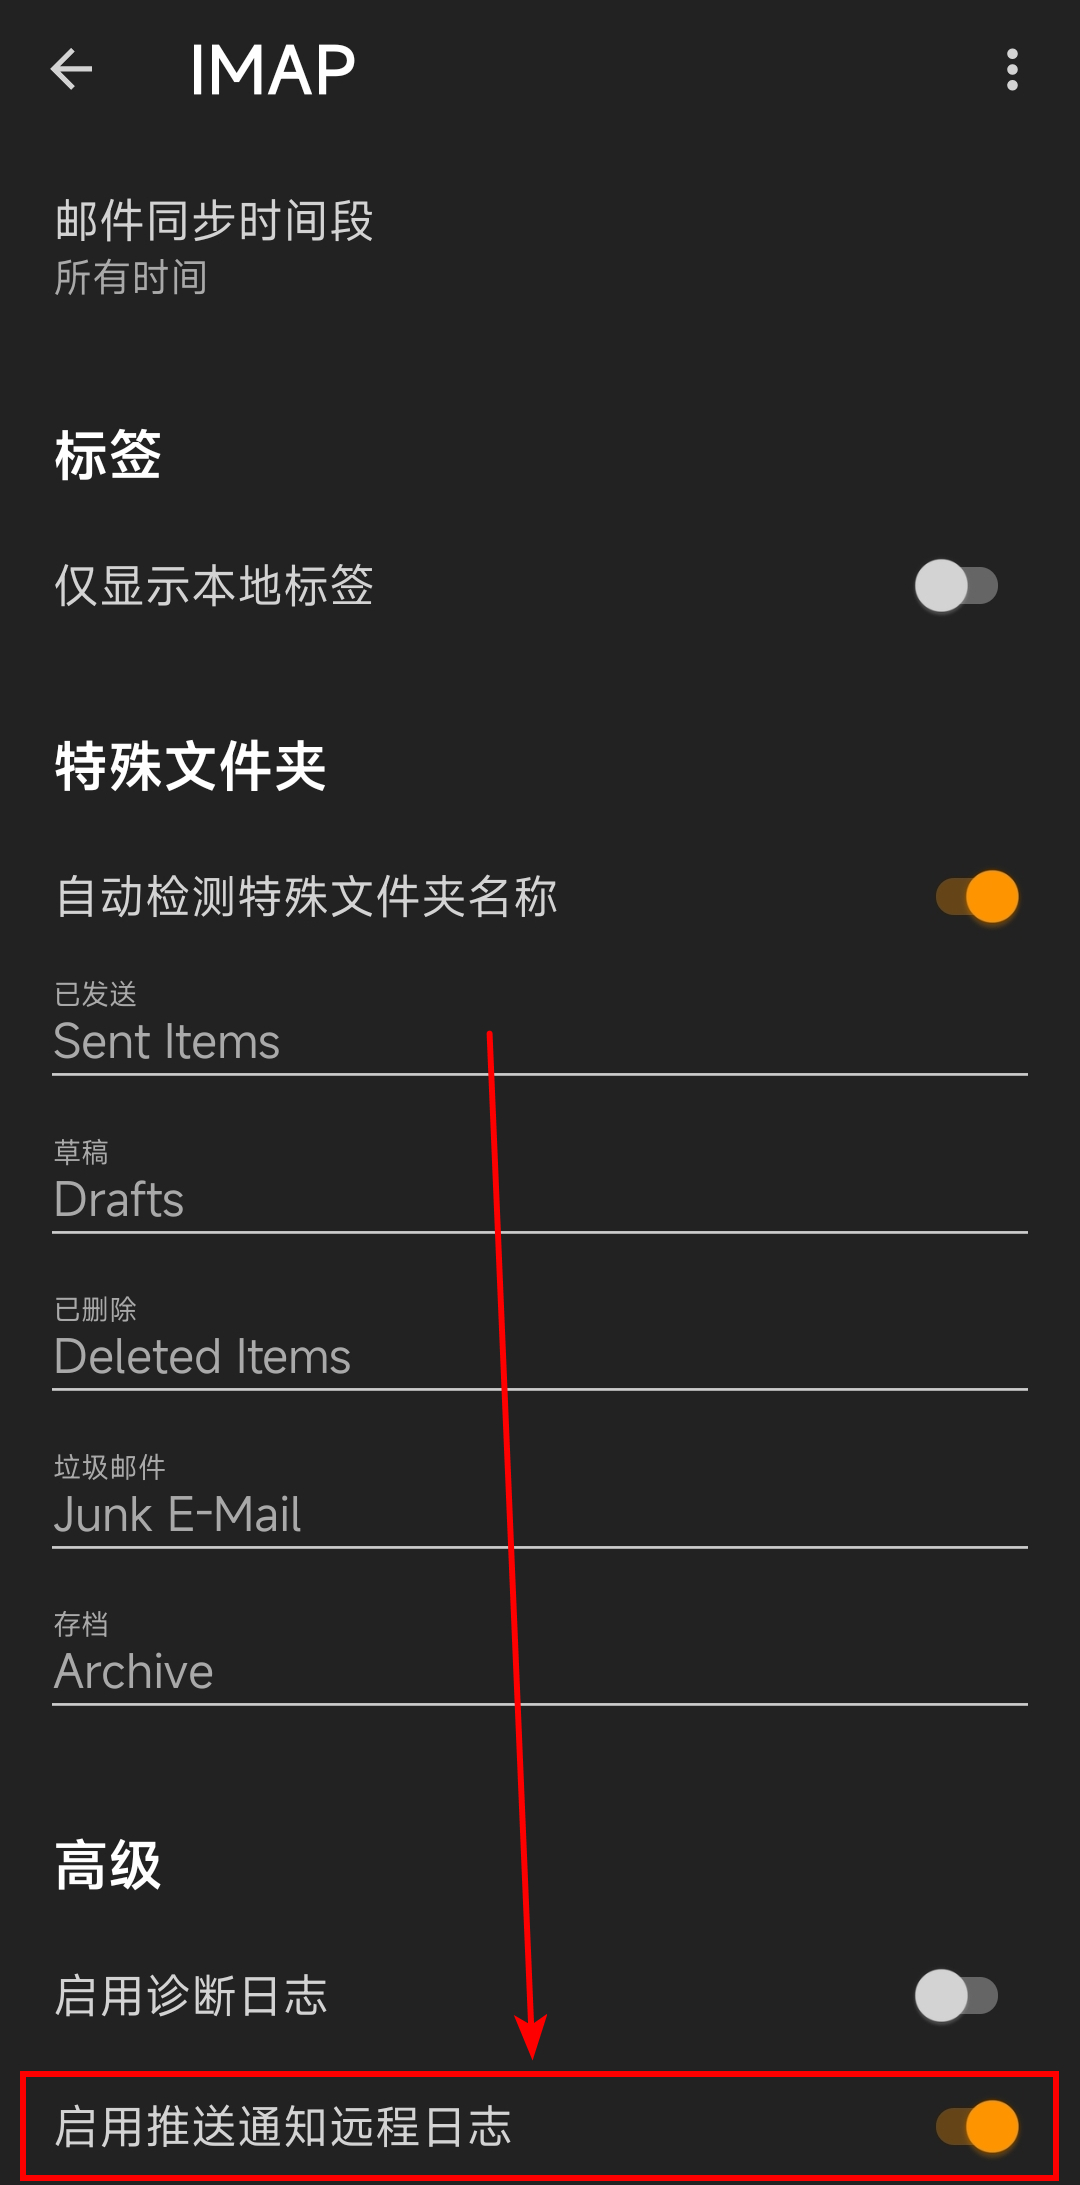 IMAP
邮件同步时间段
所有时间
标签
仅显示本地标签
特殊文件夹
自动检测特殊文件夹名称
已发送
Sent Items
草稿
Drafts
已删除
Deleted Items
垃圾邮件
Junk E-Mail
存档
Archive
高级
启用诊断日志
启用推送通知远程日志